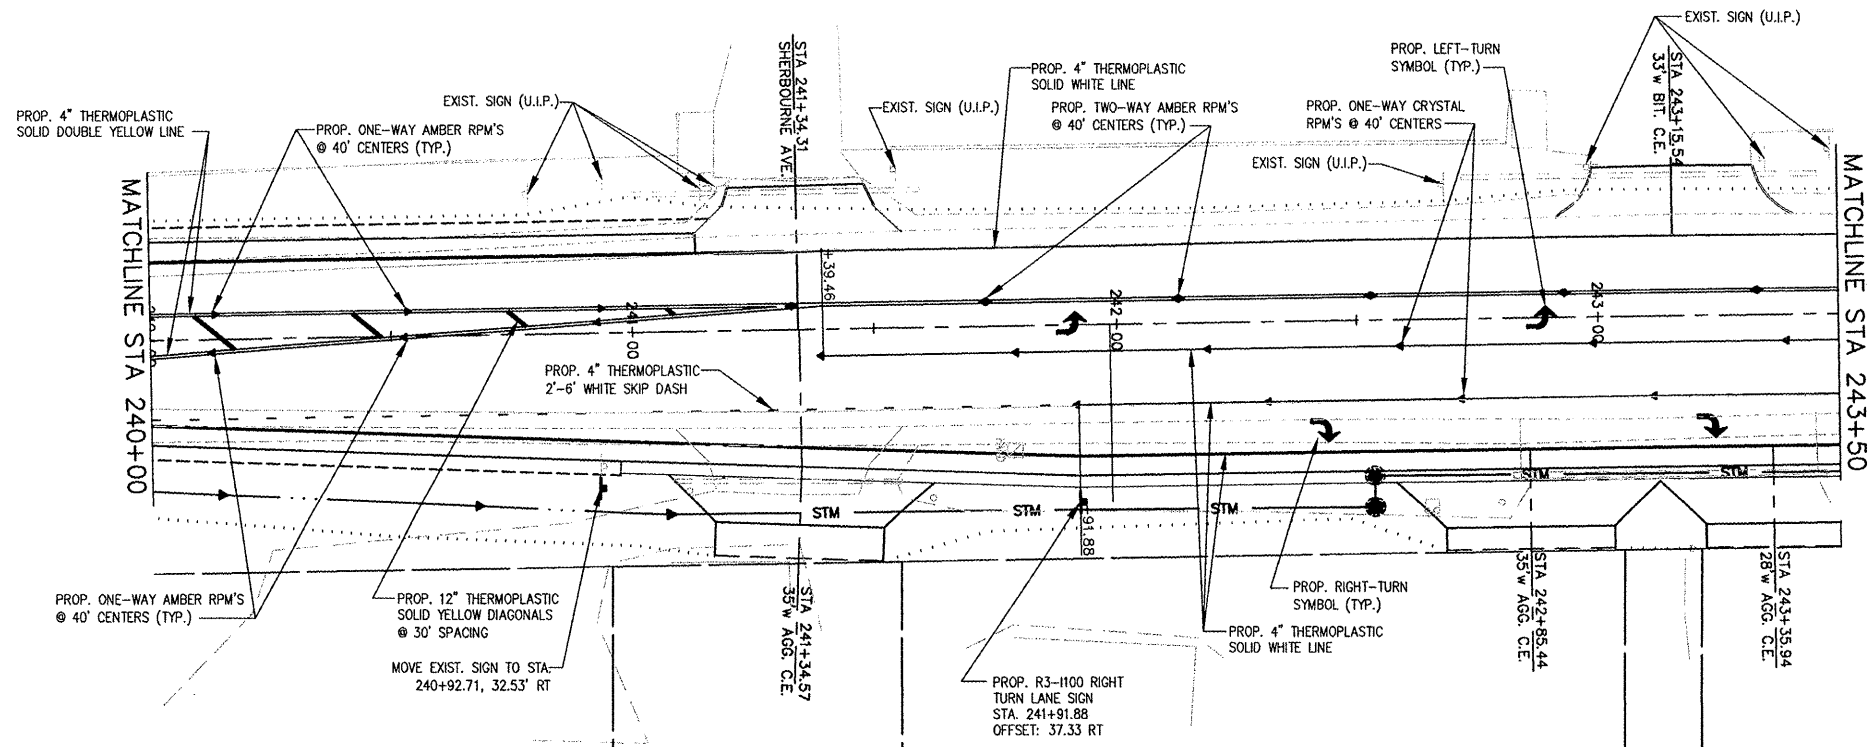 EXIST. SIGN (U.I.P.)
PROP. LEFT-TURN
SYMBOL (TYP.)
STA 241+34.31
SHERBOURNE AVE.
STA 243+15.54
33'w BIT. C.E.
PROP. 4" THERMOPLASTIC
SOLID WHITE LINE
EXIST. SIGN (U.I.P.)
EXIST. SIGN (U.I.P.)
PROP. TWO-WAY AMBER RPM'S
@ 40' CENTERS (TYP.)
PROP. ONE-WAY CRYSTAL
RPM'S @ 40' CENTERS
PROP. 4" THERMOPLASTIC
SOLID DOUBLE YELLOW LINE
PROP. ONE-WAY AMBER RPM'S
@ 40' CENTERS (TYP.)
EXIST. SIGN (U.I.P.)
MATCHLINE STA 240+00
MATCHLINE STA 243+50
+39.46
241+00
242+00
243+00
PROP. 4" THERMOPLASTIC
2'-6' WHITE SKIP DASH
STM
STM
STM
STM
STM
+91.88
PROP. ONE-WAY AMBER RPM'S
@ 40' CENTERS (TYP.)
PROP. 12" THERMOPLASTIC
SOLID YELLOW DIAGONALS
@ 30' SPACING
MOVE EXIST. SIGN TO STA.
240+92.71, 32.53' RT
STA 241+34.57
35'w AGG. C.E.
PROP. R3-I100 RIGHT
TURN LANE SIGN
STA. 241+91.88
OFFSET: 37.33 RT
PROP. 4" THERMOPLASTIC
SOLID WHITE LINE
PROP. RIGHT-TURN
SYMBOL (TYP.)
STA 242+85.44
35'w AGG. C.E.
STA 243+35.94
28'w AGG. C.E.